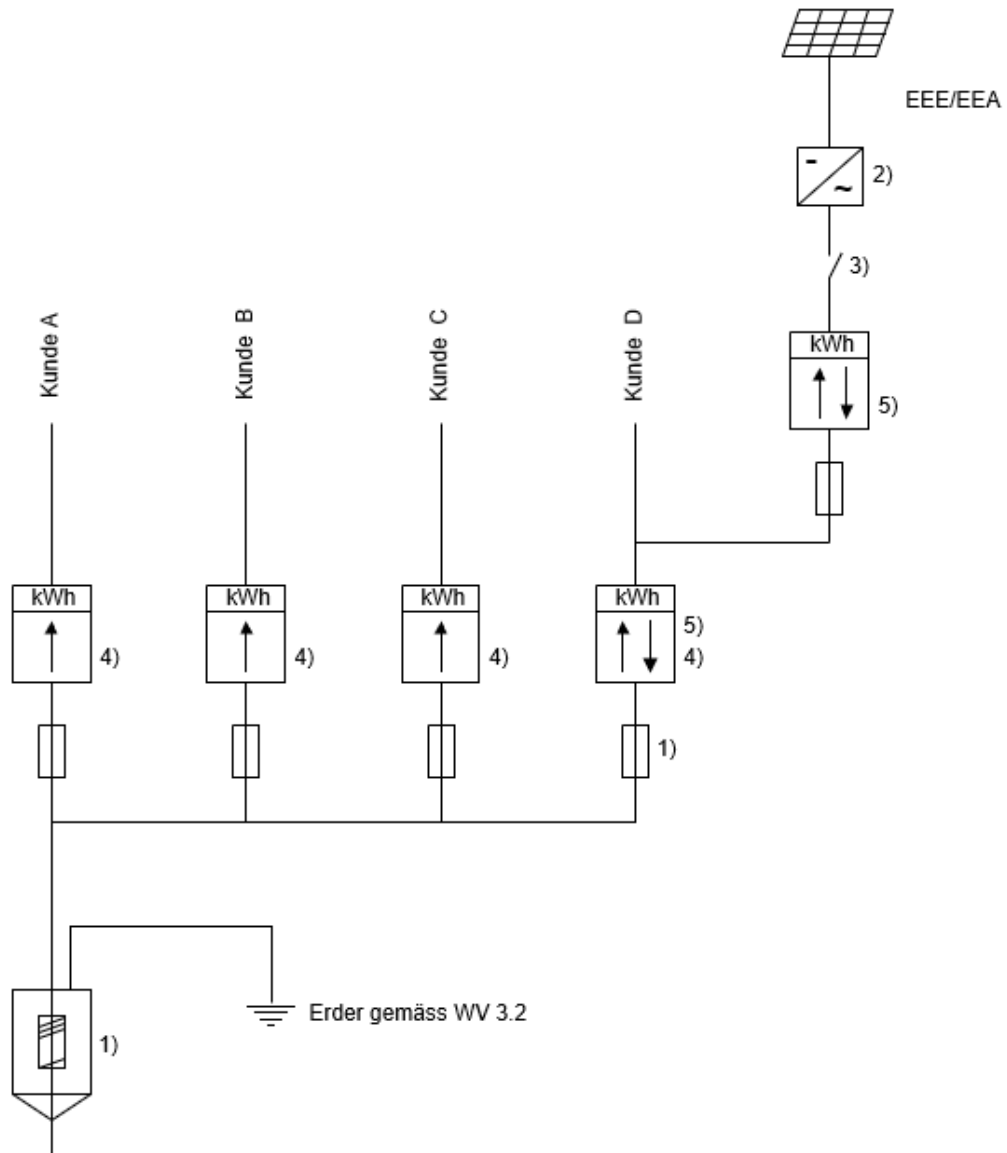 EEE/EEA
-
~
2)
3)
kWh
5)
Kunde A
Kunde B
Kunde C
Kunde D
kWh
4)
kWh
4)
kWh
4)
kWh
5)
4)
1)
Erder gemäss WV 3.2
1)